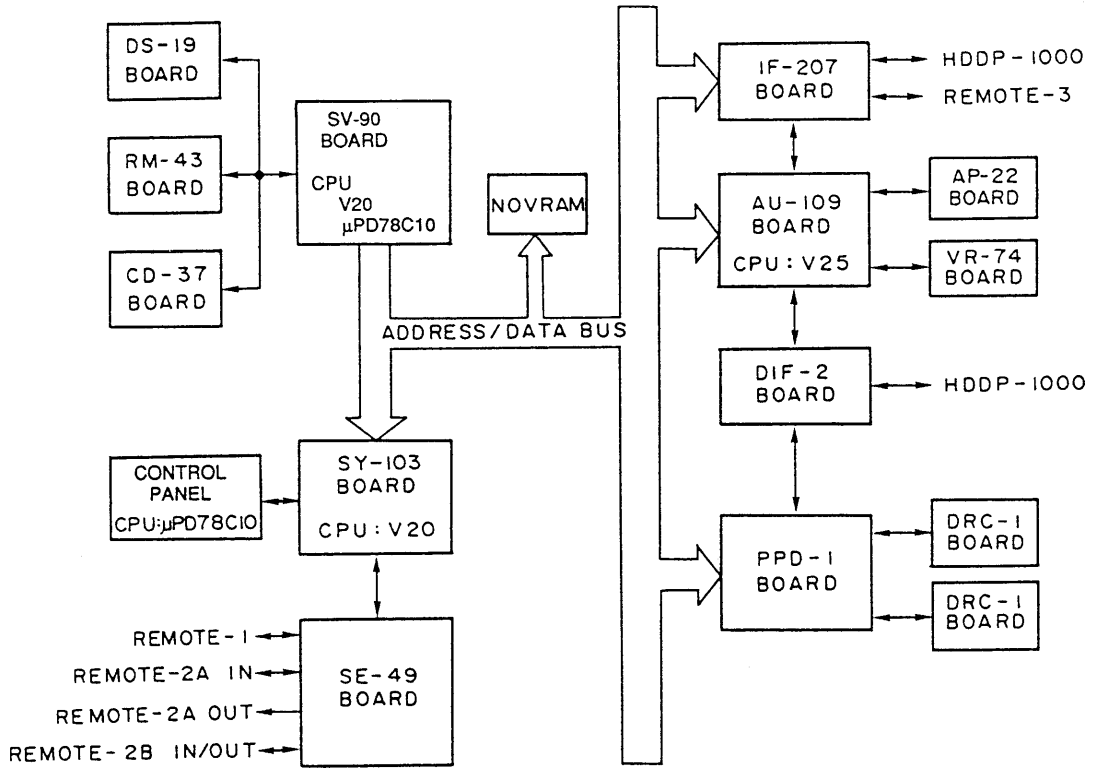 DS-19
BOARD
RM-43
BOARD
CD-37
BOARD
SV-90
BOARD
CPU
V20
μPD78C10
NOVRAM
ADDRESS/DATA BUS
SY-103
BOARD
CPU:V20
CONTROL
PANEL
CPU:μPD78C10
REMOTE-1
REMOTE-2A IN
REMOTE-2A OUT
REMOTE-2B IN/OUT
SE-49
BOARD
IF-207
BOARD
HDDP-1000
REMOTE-3
AU-109
BOARD
CPU:V25
AP-22
BOARD
VR-74
BOARD
DIF-2
BOARD
HDDP-1000
PPD-1
BOARD
DRC-1
BOARD
DRC-1
BOARD